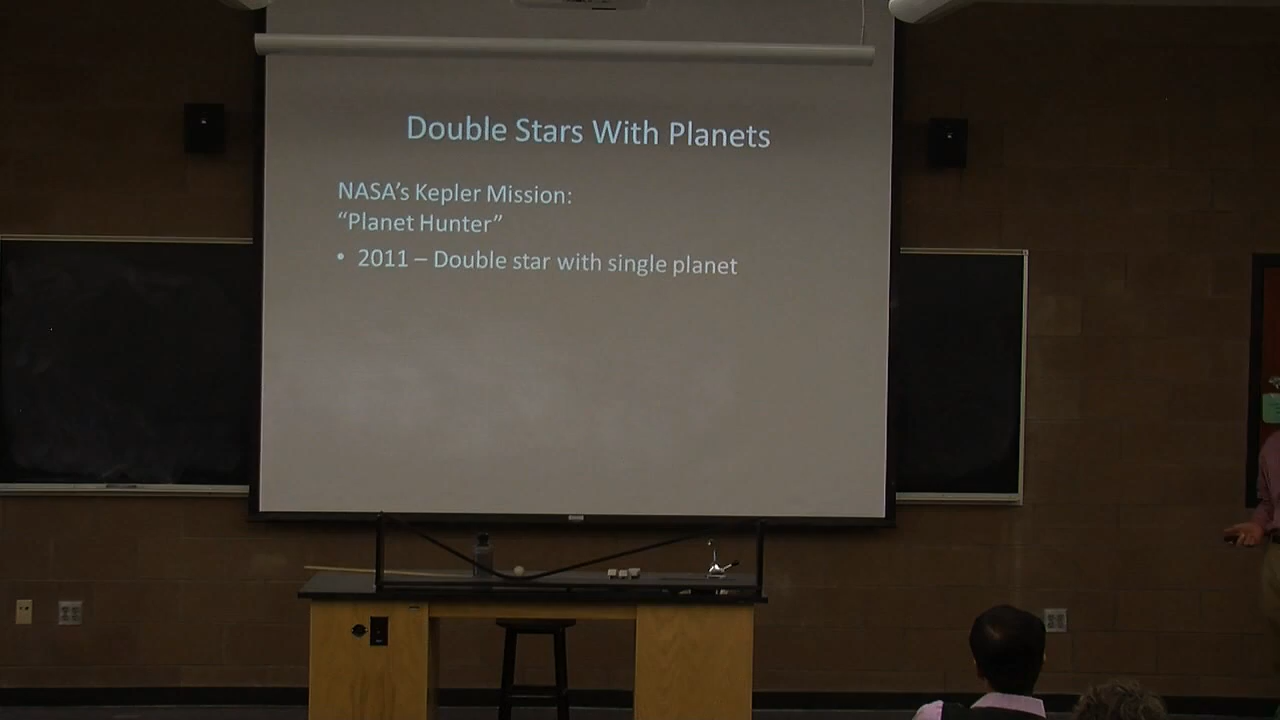 Double Stars With Planets
NASA’s Kepler Mission:
“Planet Hunter”
• 2011 – Double star with single planet